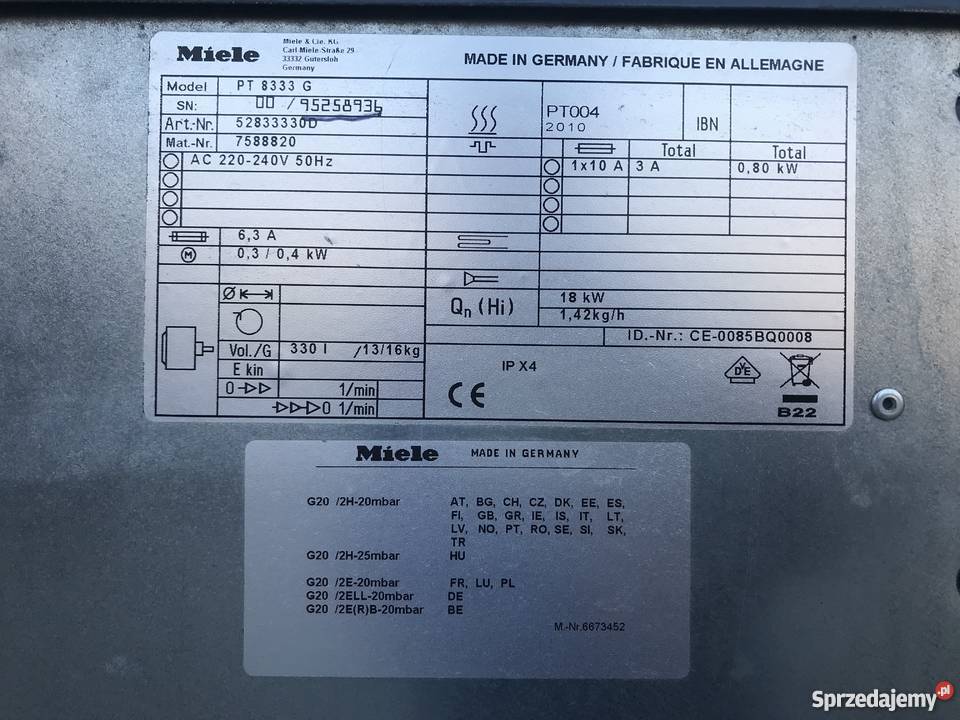 Miele
Miele & Cie. KG
Carl-Miele-Straße 29
33332 Gütersloh
Germany
MADE IN GERMANY / FABRIQUE EN ALLEMAGNE
Model PT 8333 G
SN: 00 /95258936
Art.-Nr. 52833330D
Mat.-Nr. 7588820
PT004
2010
IBN
AC 220-240V 50Hz
Total Total
1x10 A 3 A 0,80 kW
6,3 A
M 0,3 / 0,4 kW
Qn (Hi) 18 kW
1,42kg/h
ID.-Nr.: CE-0085BQ0008
Ø
Vol./G 330 l /13/16kg
E kin
0 1/min
0 1/min
IP X4
CE
DVE
B22
Miele MADE IN GERMANY
G20 /2H-20mbar AT, BG, CH, CZ, DK, EE, ES,
FI, GB, GR, IE, IS, IT, LT,
LV, NO, PT, RO, SE, SI, SK,
TR
G20 /2H-25mbar HU
G20 /2E-20mbar FR, LU, PL
G20 /2ELL-20mbar DE
G20 /2E(R)B-20mbar BE
M.-Nr.6673452
Sprzedajemy.pl